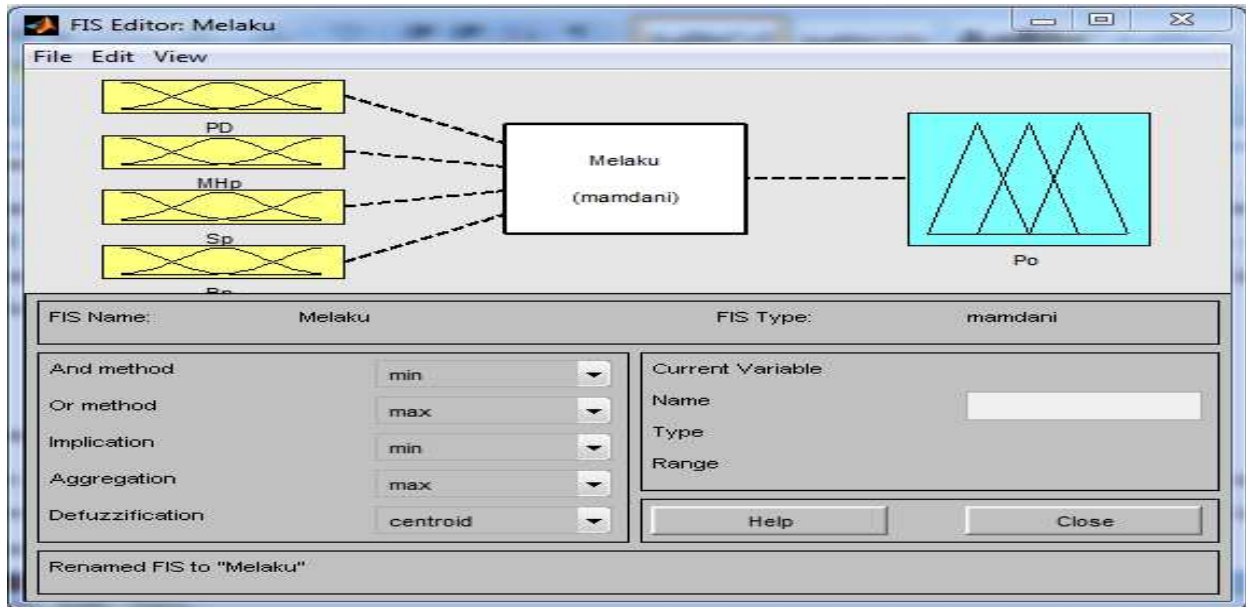 FIS Editor: Melaku
File Edit View
PD
MHp
Sp
Melaku
(mamdani)
Po
FIS Name: Melaku FIS Type: mamdani
And method min
Or method max
Implication min
Aggregation max
Defuzzification centroid
Current Variable
Name
Type
Range
Help Close
Renamed FIS to "Melaku"